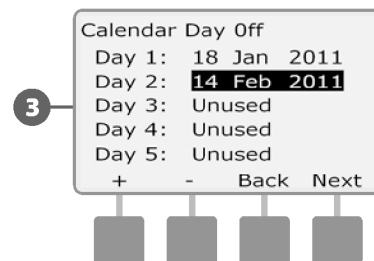 Calendar Day Off
Day 1: 18 Jan 2011
Day 2: 14 Feb 2011
3
Day 3: Unused
Day 4: Unused
Day 5: Unused
+ - Back Next